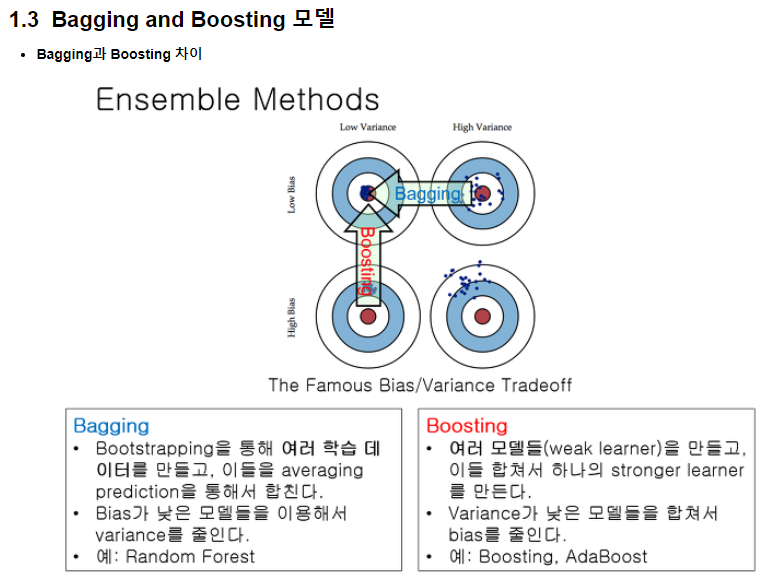 1.3 Bagging and Boosting 모델
• Bagging과 Boosting 차이
Ensemble Methods
Low Variance
High Variance
Low Bias
Bagging
Boosting
High Bias
The Famous Bias/Variance Tradeoff
Bagging
• Bootstrapping을 통해 여러 학습 데
이터를 만들고, 이들을 averaging
prediction을 통해서 합친다.
• Bias가 낮은 모델들을 이용해서
variance를 줄인다.
• 예: Random Forest
Boosting
• 여러 모델들(weak learner)을 만들고,
이들 합쳐서 하나의 stronger learner
를 만든다.
• Variance가 낮은 모델들을 합쳐서
bias를 줄인다.
• 예: Boosting, AdaBoost